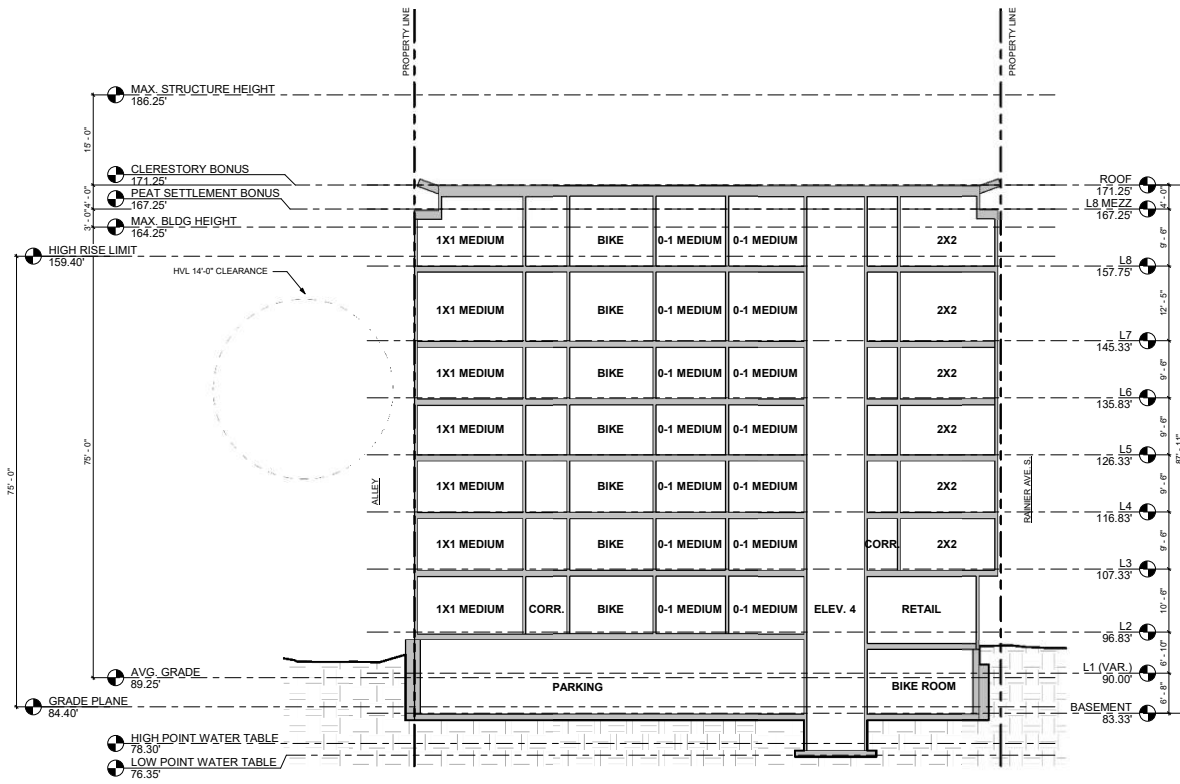 PROPERTY LINE
PROPERTY LINE
MAX. STRUCTURE HEIGHT
186.25'
15' - 0"
CLERESTORY BONUS
171.25'
4' - 0"
PEAT SETTLEMENT BONUS
167.25'
3' - 0"
MAX. BLDG HEIGHT
164.25'
HIGH RISE LIMIT
159.40'
HVL 14'-0" CLEARANCE
75' - 0"
75' - 0"
ALLEY
AVG. GRADE
89.25'
GRADE PLANE
84.40'
HIGH POINT WATER TABLE
78.30'
LOW POINT WATER TABLE
76.35'
1X1 MEDIUM BIKE 0-1 MEDIUM 0-1 MEDIUM 2X2
1X1 MEDIUM BIKE 0-1 MEDIUM 0-1 MEDIUM 2X2
1X1 MEDIUM BIKE 0-1 MEDIUM 0-1 MEDIUM 2X2
1X1 MEDIUM BIKE 0-1 MEDIUM 0-1 MEDIUM 2X2
1X1 MEDIUM BIKE 0-1 MEDIUM 0-1 MEDIUM 2X2
1X1 MEDIUM CORR. BIKE 0-1 MEDIUM 0-1 MEDIUM CORR. 2X2
1X1 MEDIUM CORR. BIKE 0-1 MEDIUM 0-1 MEDIUM ELEV. 4 RETAIL
PARKING BIKE ROOM
RAINIER AVE. S.
ROOF
171.25'
4' - 0"
L8 MEZZ
167.25'
9' - 6"
L8
157.75'
12' - 5"
L7
145.33'
9' - 6"
L6
135.83'
9' - 6"
L5
126.33'
9' - 6"
L4
116.83'
9' - 6"
L3
107.33'
10' - 6"
L2
96.83'
6' - 10"
L1 (VAR.)
90.00'
6' - 8"
BASEMENT
83.33'
87' - 11"